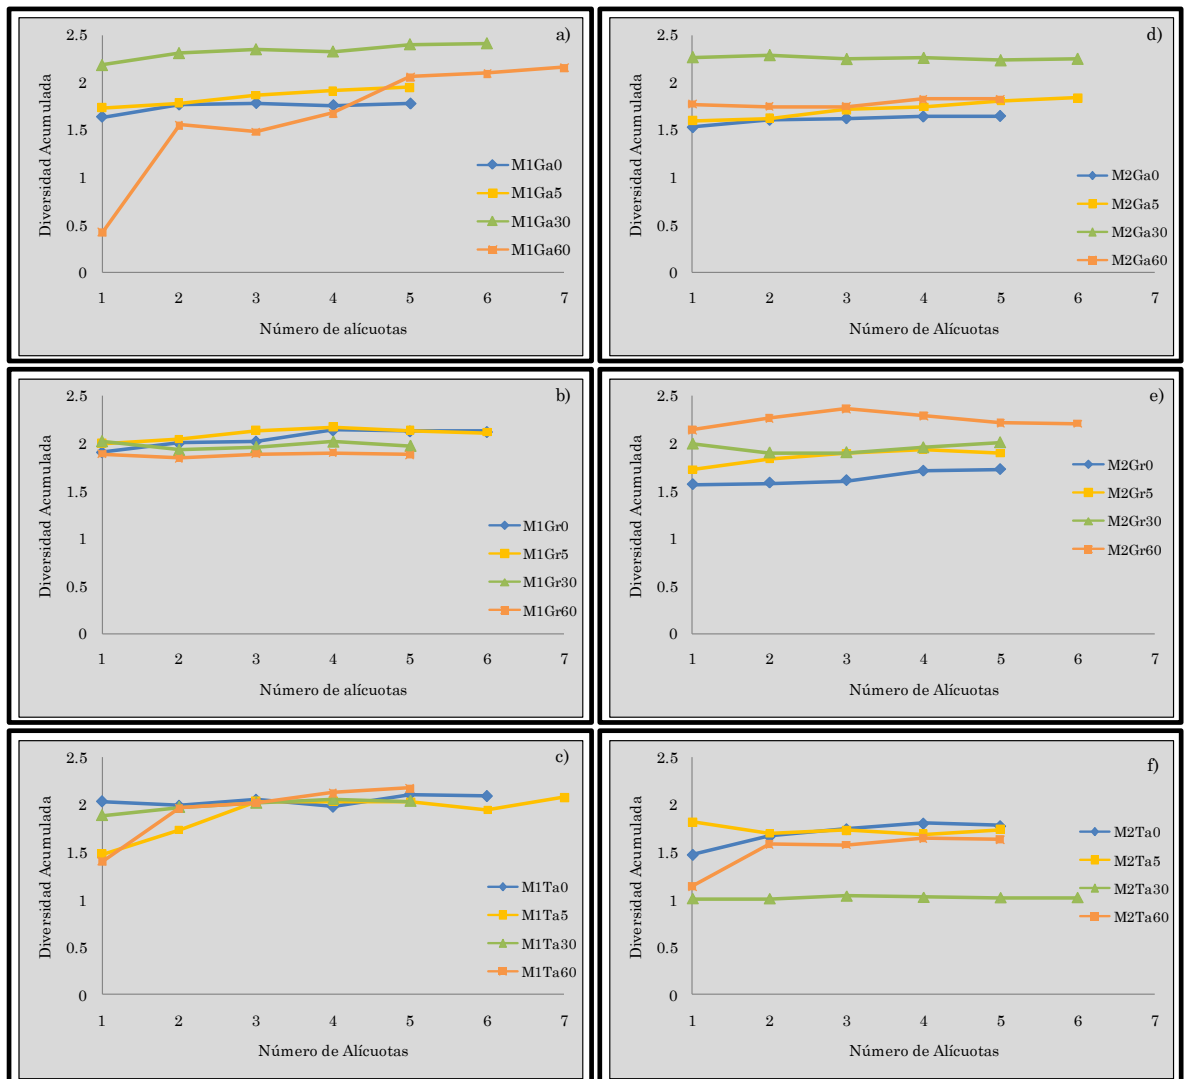 a)
2.5
2
1.5
1
0.5
0
Diversidad Acumulada
M1Ga0
M1Ga5
M1Ga30
M1Ga60
1 2 3 4 5 6 7
Número de alícuotas
d)
2.5
2
1.5
1
0.5
0
Diversidad Acumulada
M2Ga0
M2Ga5
M2Ga30
M2Ga60
1 2 3 4 5 6 7
Número de Alícuotas
b)
2.5
2
1.5
1
0.5
0
Diversidad Acumulada
M1Gr0
M1Gr5
M1Gr30
M1Gr60
1 2 3 4 5 6 7
Número de alícuotas
e)
2.5
2
1.5
1
0.5
0
Diversidad Acumulada
M2Gr0
M2Gr5
M2Gr30
M2Gr60
1 2 3 4 5 6 7
Número de Alícuotas
c)
2.5
2
1.5
1
0.5
0
Diversidad Acumulada
M1Ta0
M1Ta5
M1Ta30
M1Ta60
1 2 3 4 5 6 7
Número de Alícuotas
f)
2.5
2
1.5
1
0.5
0
Diversidad Acumulada
M2Ta0
M2Ta5
M2Ta30
M2Ta60
1 2 3 4 5 6 7
Número de Alícuotas